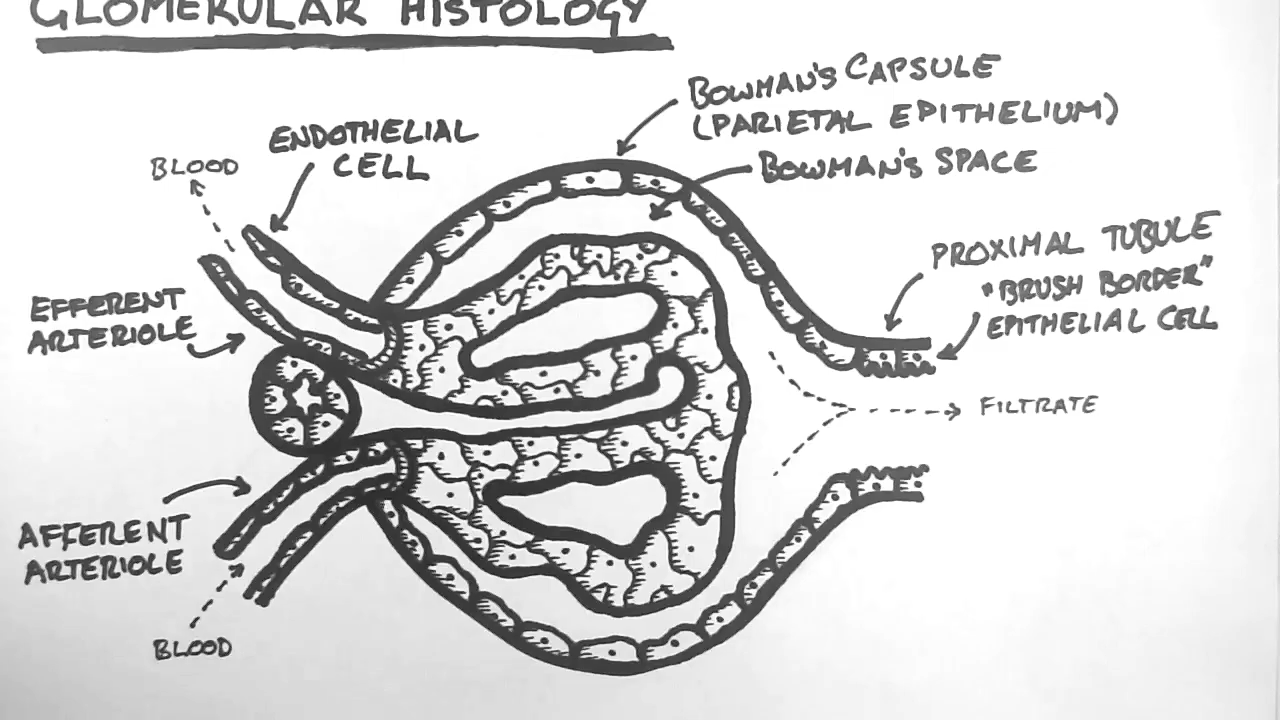 GLOMERULAR HISTOLOGY
BOWMAN'S CAPSULE
(PARIETAL EPITHELIUM)
BOWMAN'S SPACE
ENDOTHELIAL
CELL
BLOOD
PROXIMAL TUBULE
"BRUSH BORDER"
EPITHELIAL CELL
EFFERENT
ARTERIOLE
FILTRATE
AFFERENT
ARTERIOLE
BLOOD